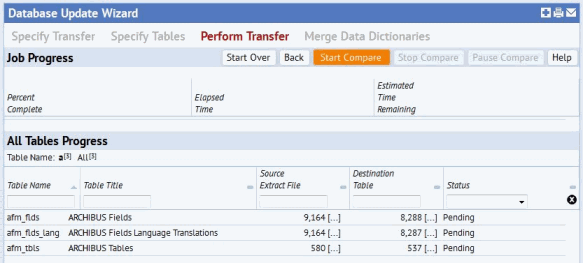 Database Update Wizard
Specify Transfer Specify Tables Perform Transfer Merge Data Dictionaries
Job Progress Start Over Back Start Compare Stop Compare Pause Compare Help
Percent Complete Elapsed Time Estimated Time Remaining
All Tables Progress
Table Name: a[3] All[3]
Table Name Table Title Source Extract File Destination Table Status
afm_flds ARCHIBUS Fields 9,164 [...] 8,288 [...] Pending
afm_flds_lang ARCHIBUS Fields Language Translations 9,164 [...] 8,287 [...] Pending
afm_tbls ARCHIBUS Tables 580 [...] 537 [...] Pending